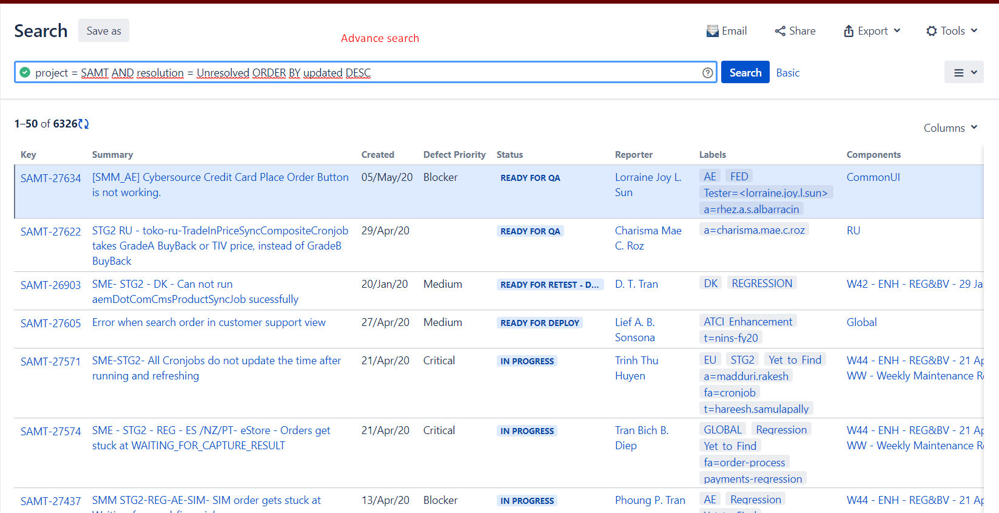 Search Save as Advance search Email Share Export Tools
project = SAMT AND resolution = Unresolved ORDER BY updated DESC Search Basic
1–50 of 6326 Columns
Key Summary Created Defect Priority Status Reporter Labels Components
SAMT-27634 [SMM_AE] Cybersource Credit Card Place Order Button 05/May/20 Blocker READY FOR QA Lorraine Joy L. AE FED CommonUI
is not working. Sun Tester=<lorraine.joy.l.sun>
a=rhez.a.s.albarracin
SAMT-27622 STG2 RU - toko-ru-TradeInPriceSyncCompositeCronjob 29/Apr/20 READY FOR QA Charisma Mae a=charisma.mae.c.roz RU
takes GradeA BuyBack or TIV price, instead of GradeB C. Roz
BuyBack
SAMT-26903 SME- STG2 - DK - Can not run 20/Jan/20 Medium READY FOR RETEST - D... D. T. Tran DK REGRESSION W42 - ENH - REG&BV - 29 Ja
aemDotComCmsProductSyncJob sucessfully
SAMT-27605 Error when search order in customer support view 27/Apr/20 Medium READY FOR DEPLOY Lief A. B. ATCI Enhancement Global
Sonsona t=nins-fy20
SAMT-27571 SME-STG2- All Cronjobs do not update the time after 21/Apr/20 Critical IN PROGRESS Trinh Thu EU STG2 Yet to Find W44 - ENH - REG&BV - 21 Ap
running and refreshing Huyen a=madduri.rakesh WW - Weekly Maintenance Re
fa=cronjob
t=hareesh.samulapally
SAMT-27574 SME - STG2 - REG - ES /NZ/PT- eStore - Orders get 21/Apr/20 Critical IN PROGRESS Tran Bich B. GLOBAL Regression W44 - ENH - REG&BV - 21 Ap
stuck at WAITING_FOR_CAPTURE_RESULT Diep Yet to Find WW - Weekly Maintenance Re
fa=order-process
payments-regression
SAMT-27437 SMM STG2-REG-AE-SIM- SIM order gets stuck at 13/Apr/20 Blocker IN PROGRESS Phoung P. Tran AE Regression W44 - ENH - REG&BV - 21 Ap